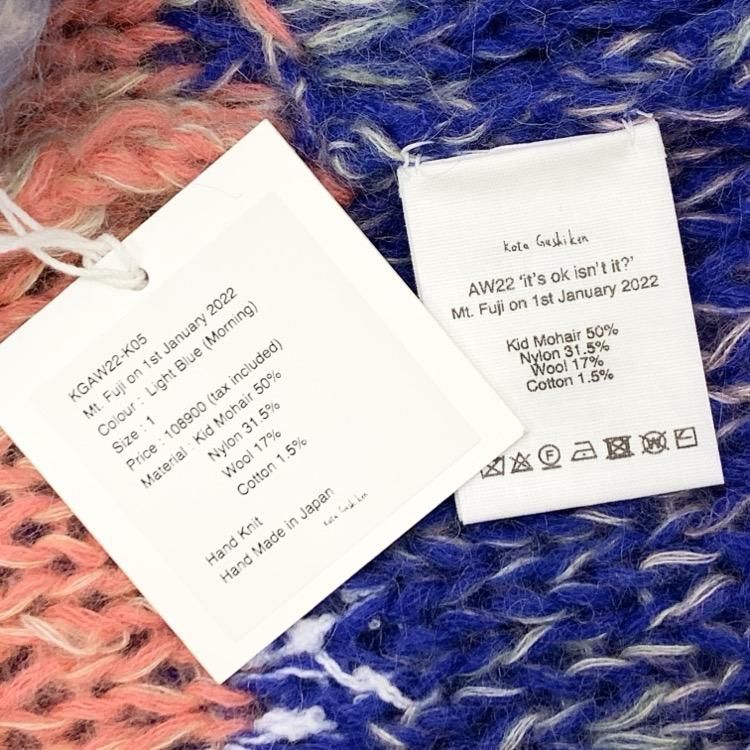 KGAW22-K05
Mt. Fuji on 1st January 2022
Colour : Light Blue (Morning)
Size : 1
Price : 108900 (tax included)
Material : Kid Mohair 50%
Nylon 31.5%
Wool 17%
Cotton 1.5%
Hand Knit
Hand Made in Japan
Kota Gushiken
Kota Gushiken
AW22 ‘it's ok isn't it?’
Mt. Fuji on 1st January 2022
Kid Mohair 50%
Nylon 31.5%
Wool 17%
Cotton 1.5%
F W